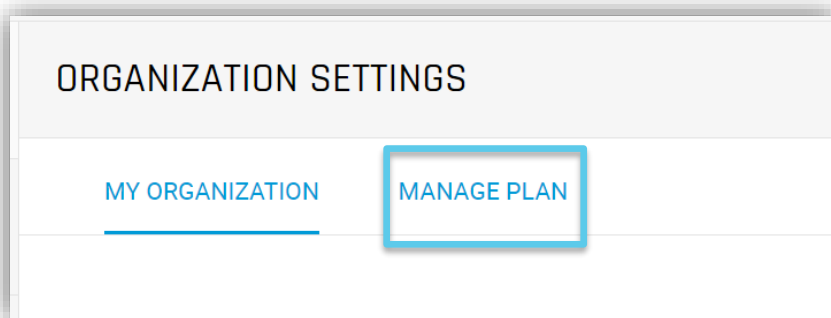 ORGANIZATION SETTINGS
MY ORGANIZATION MANAGE PLAN